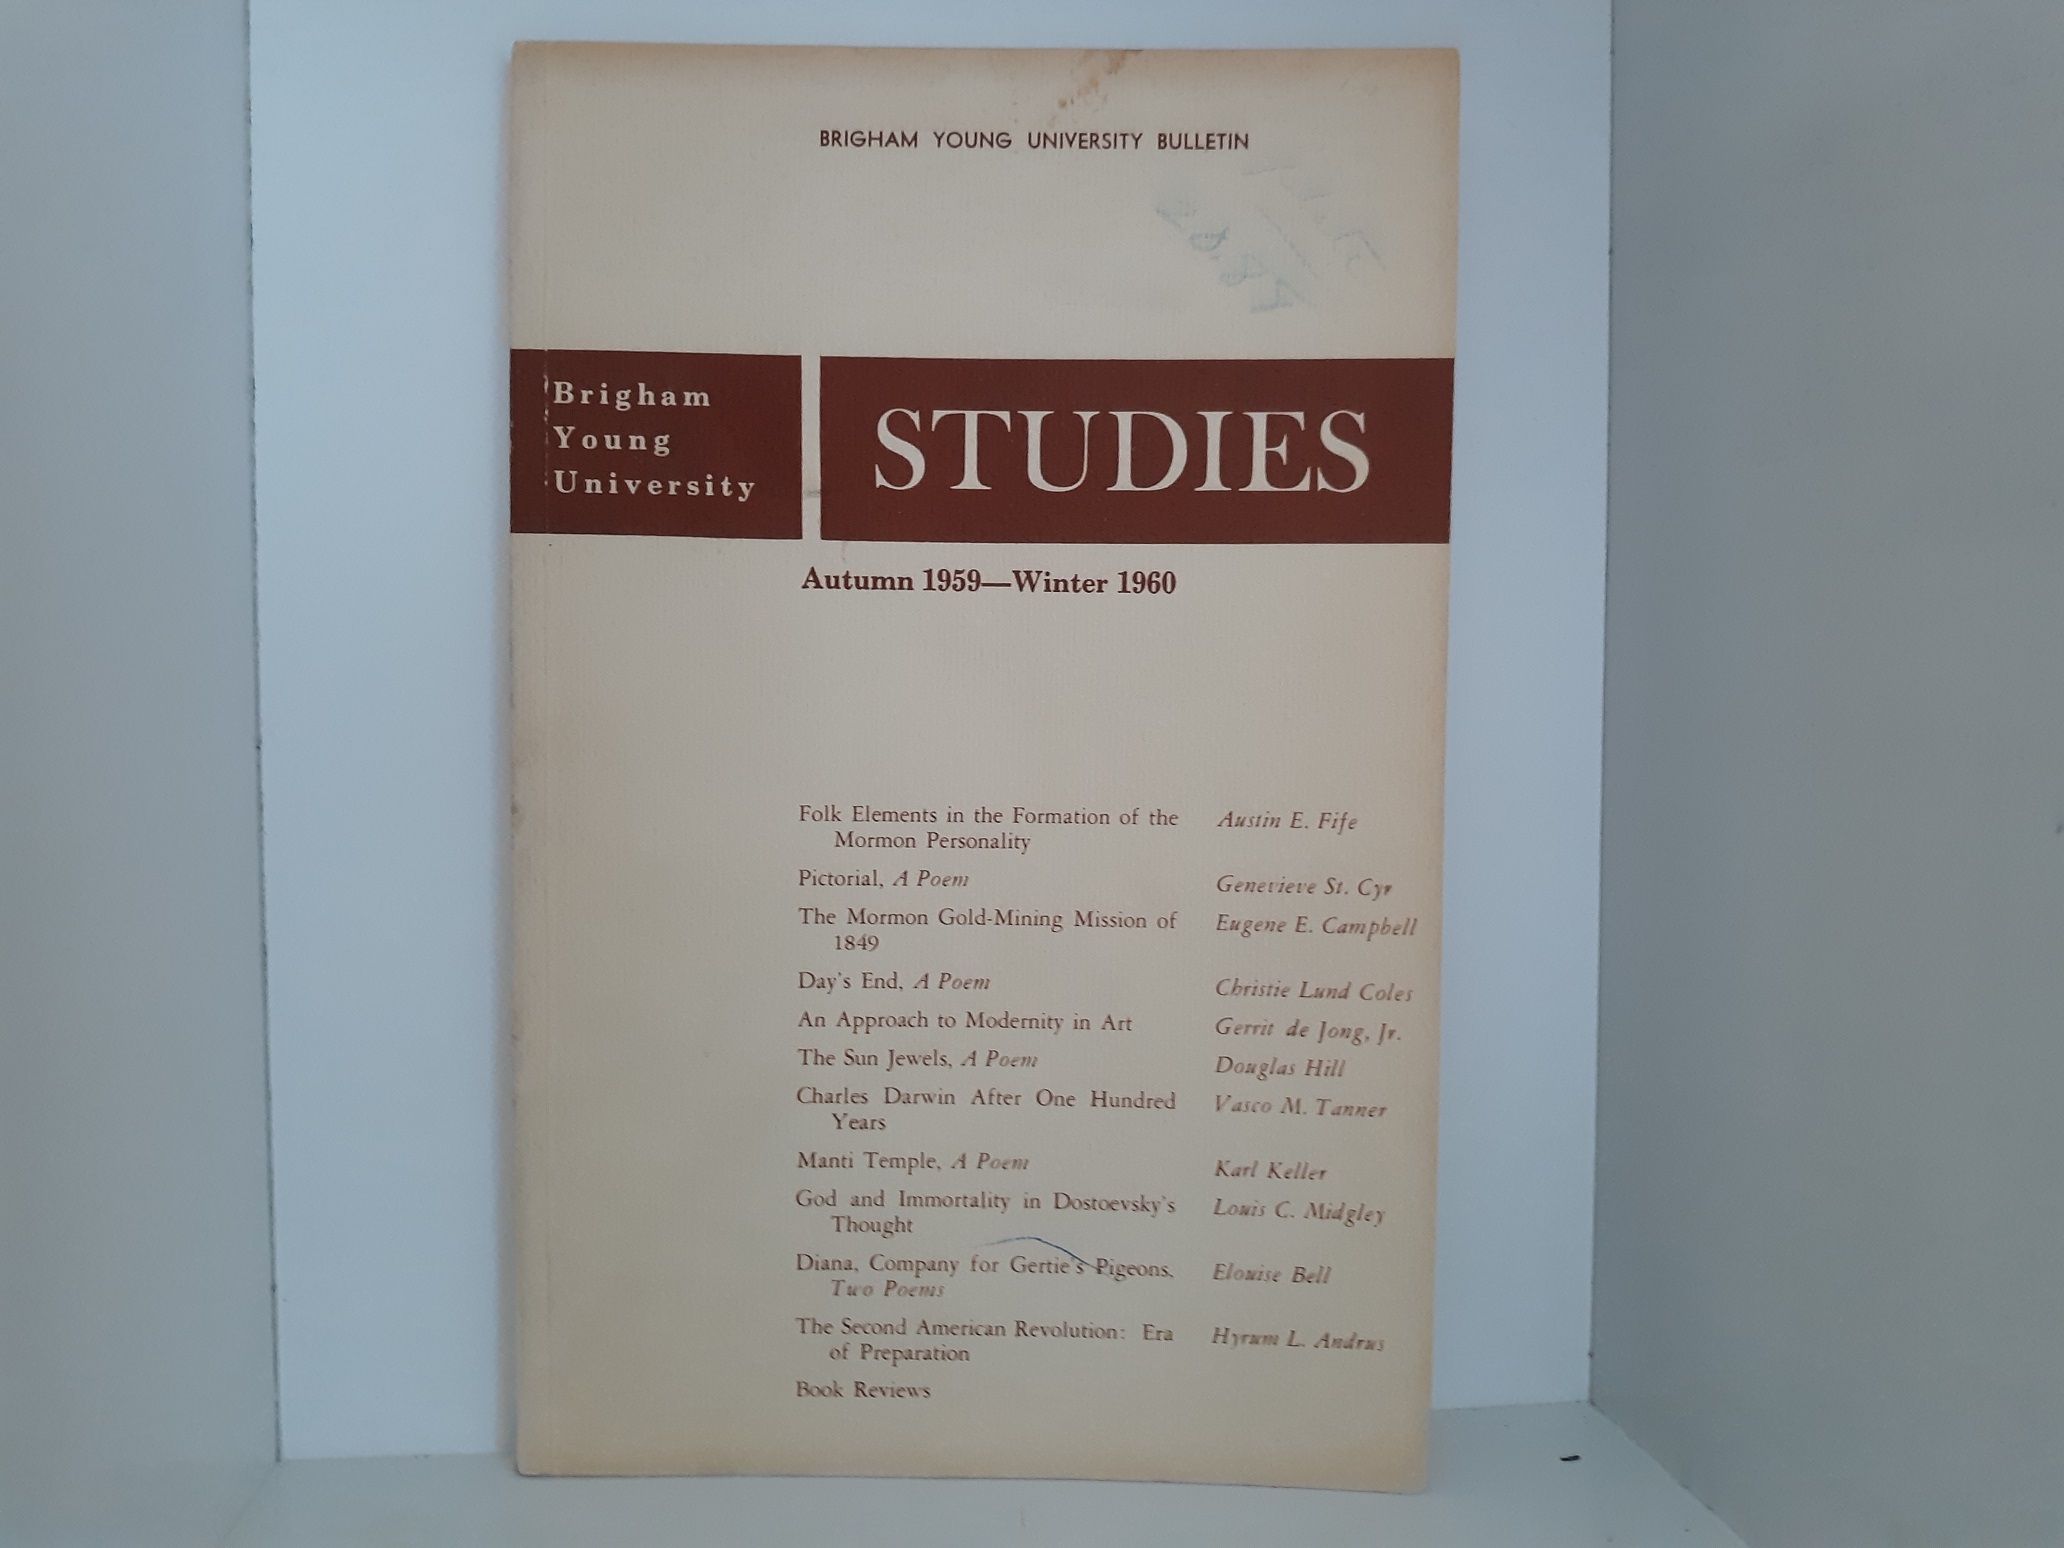 BRIGHAM YOUNG UNIVERSITY BULLETIN
Brigham
Young
University
STUDIES
Autumn 1959—Winter 1960
Folk Elements in the Formation of the Austin E. Fife
Mormon Personality
Pictorial, A Poem Genevieve St. Cyr
The Mormon Gold-Mining Mission of Eugene E. Campbell
1849
Day's End, A Poem Christie Lund Coles
An Approach to Modernity in Art Gerrit de Jong, Jr.
The Sun Jewels, A Poem Douglas Hill
Charles Darwin After One Hundred Vasco M. Tanner
Years
Manti Temple, A Poem Karl Keller
God and Immortality in Dostoevsky's Louis C. Midgley
Thought
Diana, Company for Gertie's Pigeons, Elouise Bell
Two Poems
The Second American Revolution: Era Hyrum L. Andrus
of Preparation
Book Reviews